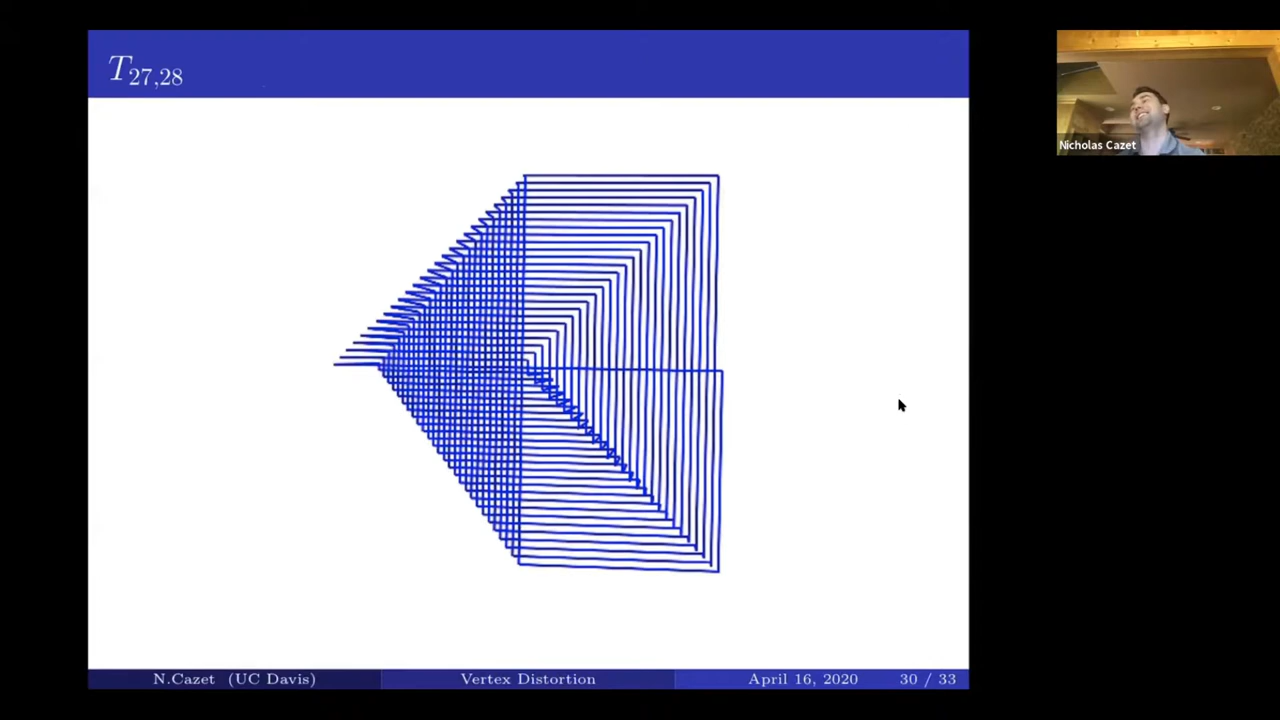 T27,28
Nicholas Cazet
N.Cazet (UC Davis) Vertex Distortion April 16, 2020 30 / 33